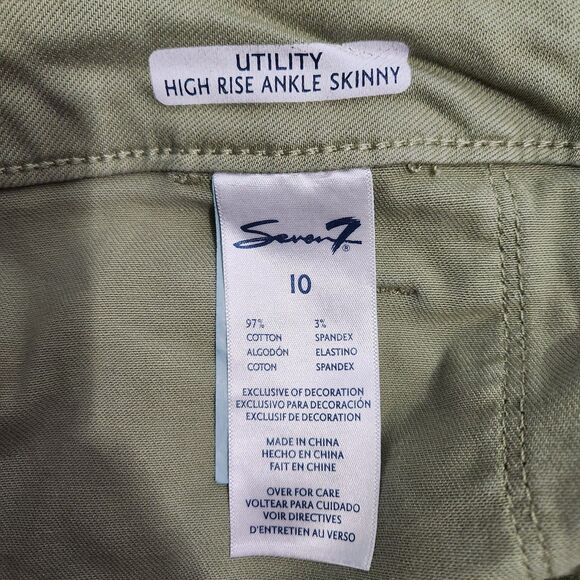 UTILITY
HIGH RISE ANKLE SKINNY
Seven7®
10
97% 3%
COTTON SPANDEX
ALGODÓN ELASTINO
COTON SPANDEX
EXCLUSIVE OF DECORATION
EXCLUSIVO PARA DECORACIÓN
EXCLUSIF DE DECORATION
MADE IN CHINA
HECHO EN CHINA
FAIT EN CHINE
OVER FOR CARE
VOLTEAR PARA CUIDADO
VOIR DIRECTIVES
D'ENTRETIEN AU VERSO